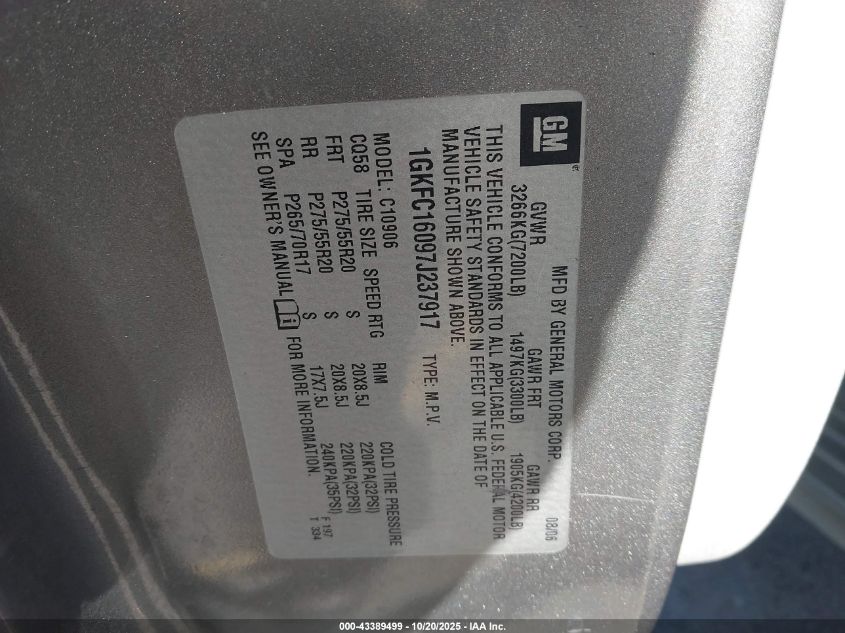 GM
MFD BY GENERAL MOTORS CORP. 08/06
GVWR GAWR FRT GAWR RR
3266KG(7200LB) 1497KG(3300LB) 1905KG(4200LB)
THIS VEHICLE CONFORMS TO ALL APPLICABLE U.S. FEDERAL MOTOR
VEHICLE SAFETY STANDARDS IN EFFECT ON THE DATE OF
MANUFACTURE SHOWN ABOVE.
1GKFC16097J237917 TYPE: M.P.V.
MODEL: C10906
CQ58 TIRE SIZE SPEED RTG RIM COLD TIRE PRESSURE
FRT P275/55R20 S 20X8.5J 220KPA(32PSI)
RR P275/55R20 S 20X8.5J 220KPA(32PSI)
SPA P265/70R17 S 17X7.5J 240KPA(35PSI)
SEE OWNER'S MANUAL FOR MORE INFORMATION.
F 197
T 334
000-43389499 - 10/20/2025 - IAA Inc.